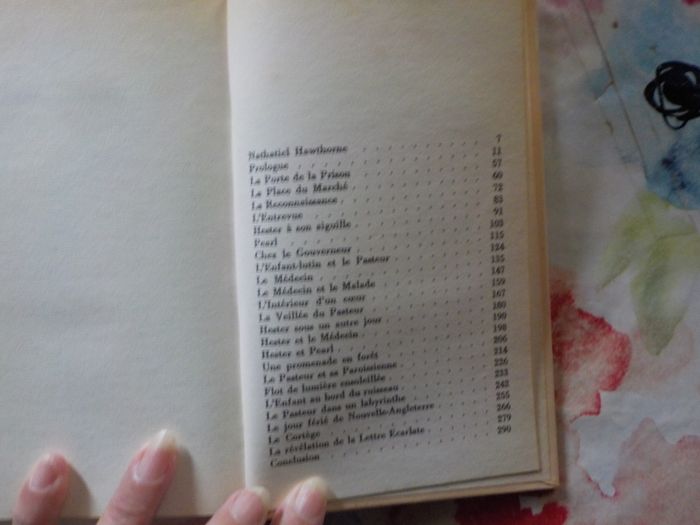 Nathaniel Hawthorne . . . . . . . . . 7
Prologue . . . . . . . . . 11
La Porte de la Prison . . . . . . . . . 57
La Place du Marché . . . . . . . . . 60
La Reconnaissance . . . . . . . . . 72
L'Entrevue . . . . . . . . . 83
Hester à son aiguille . . . . . . . . . 91
Pearl . . . . . . . . . 103
Chez le Gouverneur . . . . . . . . . 115
L'Enfant-lutin et le Pasteur . . . . . . . . . 124
Le Médecin . . . . . . . . . 135
Le Médecin et le Malade . . . . . . . . . 147
L'Intérieur d'un cœur . . . . . . . . . 159
La Veillée du Pasteur . . . . . . . . . 167
Hester sous un autre jour . . . . . . . . . 180
Hester et le Médecin . . . . . . . . . 190
Hester et Pearl . . . . . . . . . 198
Une promenade en forêt . . . . . . . . . 206
Le Pasteur et sa Paroissienne . . . . . . . . . 214
Flot de lumière ensoleillée . . . . . . . . . 226
L'Enfant au bord du ruisseau . . . . . . . . . 233
Le Pasteur dans un labyrinthe . . . . . . . . . 242
Le jour férié de Nouvelle-Angleterre . . . . . . . . . 255
Le Cortège . . . . . . . . . 266
La révélation de la Lettre Ecarlate . . . . . . . . . 279
Conclusion . . . . . . . . . 290